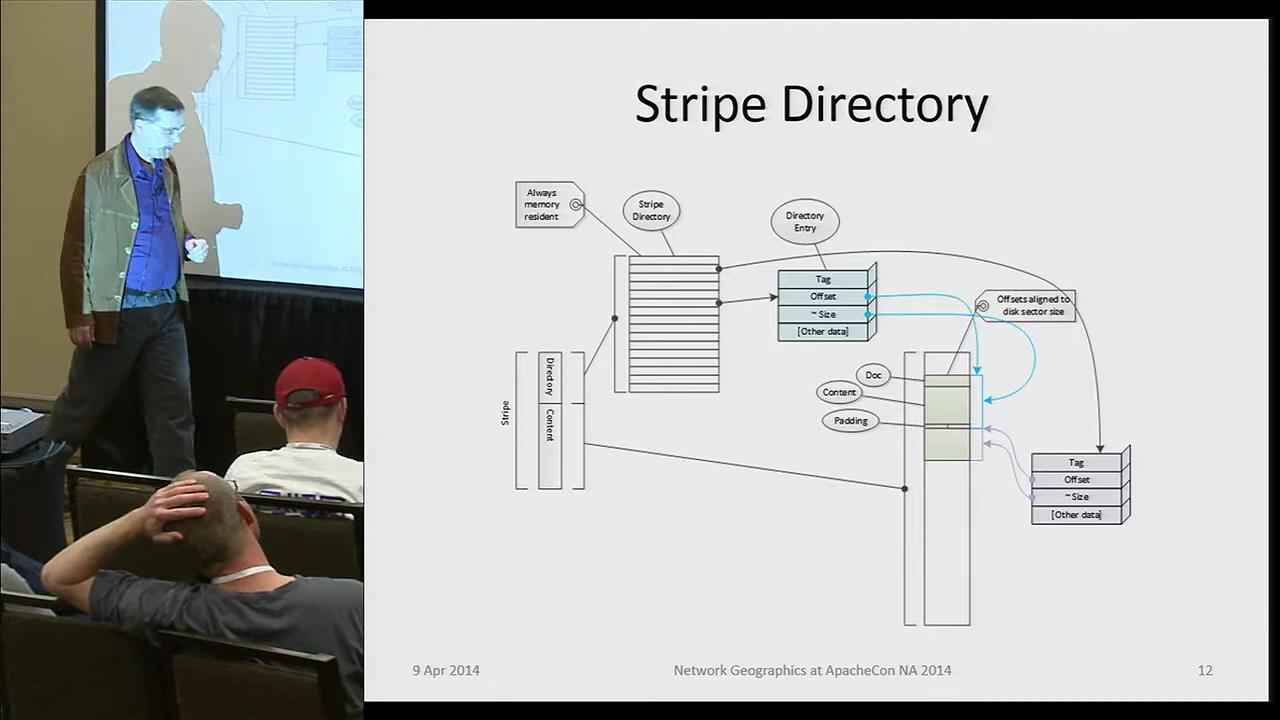 Stripe Directory
Always
memory
resident
Stripe
Directory
Directory
Entry
Tag
Offset
~ Size
[Other data]
Offsets aligned to
disk sector size
Doc
Content
Padding
Stripe
Directory
Content
Tag
Offset
~ Size
[Other data]
9 Apr 2014
Network Geographics at ApacheCon NA 2014
12